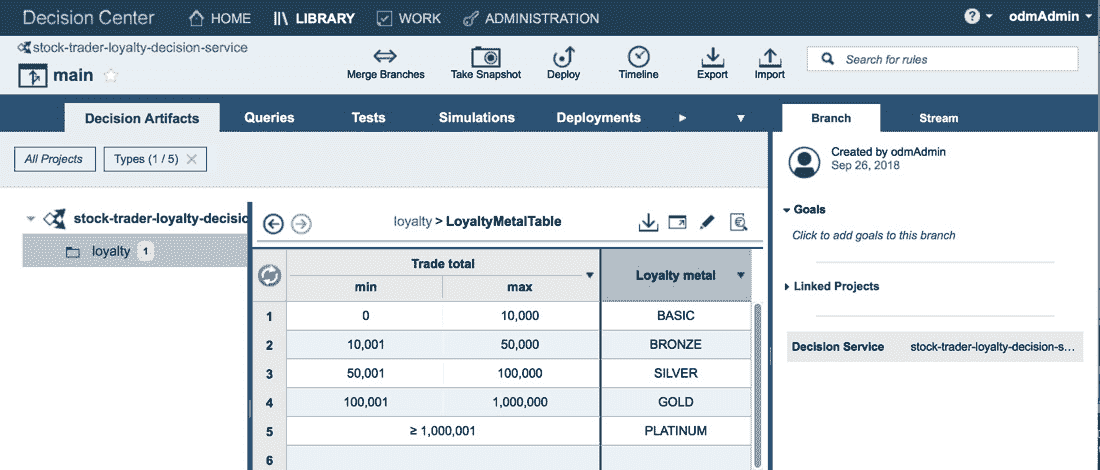 Decision Center HOME LIBRARY WORK ADMINISTRATION ? odmAdmin
stock-trader-loyalty-decision-service
main
Merge Branches Take Snapshot Deploy Timeline Export Import Search for rules
Decision Artifacts Queries Tests Simulations Deployments Branch Stream
All Projects Types (1 / 5)
Created by odmAdmin
Sep 26, 2018
stock-trader-loyalty-decisio
loyalty 1
loyalty > LoyaltyMetalTable
Trade total Loyalty metal
min max
1 0 10,000 BASIC
2 10,001 50,000 BRONZE
3 50,001 100,000 SILVER
4 100,001 1,000,000 GOLD
5 ≥ 1,000,001 PLATINUM
6
Goals
Click to add goals to this branch
Linked Projects
Decision Service stock-trader-loyalty-decision-s...